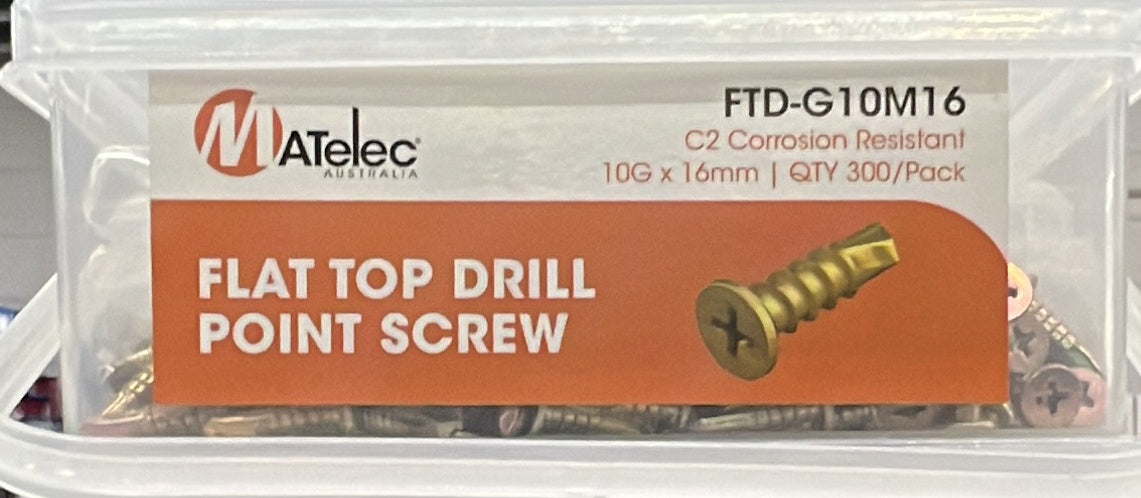 MATelec
AUSTRALIA
FTD-G10M16
C2 Corrosion Resistant
10G x 16mm | QTY 300/Pack
FLAT TOP DRILL
POINT SCREW